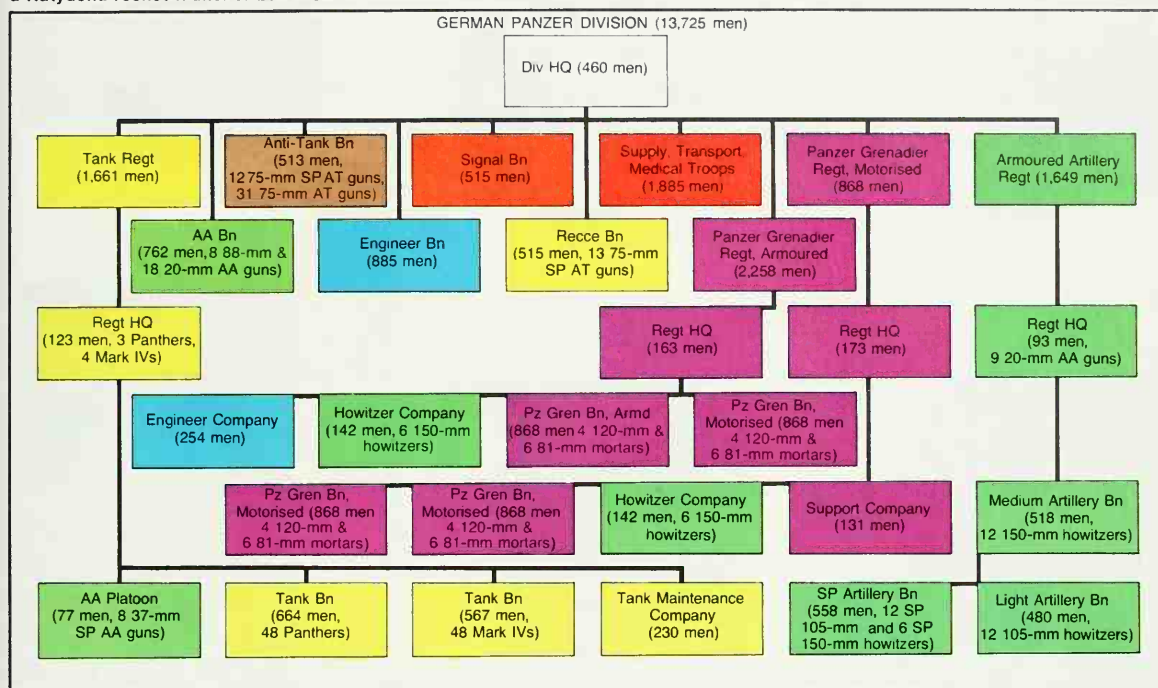 GERMAN PANZER DIVISION (13,725 men)
Div HQ (460 men)
Tank Regt
(1,661 men)
Anti-Tank Bn
(513 men,
12 75-mm SP AT guns,
31 75-mm AT guns)
Signal Bn
(515 men)
Supply, Transport,
Medical Troops
(1,885 men)
Panzer Grenadier
Regt, Motorised
(868 men)
Armoured Artillery
Regt (1,649 men)
AA Bn
(762 men, 8 88-mm &
18 20-mm AA guns)
Engineer Bn
(885 men)
Recce Bn
(515 men, 13 75-mm
SP AT guns)
Panzer Grenadier
Regt, Armoured
(2,258 men)
Regt HQ
(123 men, 3 Panthers,
4 Mark IVs)
Regt HQ
(163 men)
Regt HQ
(173 men)
Regt HQ
(93 men,
9 20-mm AA guns)
Engineer Company
(254 men)
Howitzer Company
(142 men, 6 150-mm
howitzers)
Pz Gren Bn, Armd
(868 men 4 120-mm &
6 81-mm mortars)
Pz Gren Bn,
Motorised (868 men
4 120-mm &
6 81-mm mortars)
Pz Gren Bn,
Motorised (868 men
4 120-mm &
6 81-mm mortars)
Pz Gren Bn,
Motorised (868 men
4 120-mm &
6 81-mm mortars)
Howitzer Company
(142 men, 6 150-mm
howitzers)
Support Company
(131 men)
Medium Artillery Bn
(518 men,
12 150-mm howitzers)
AA Platoon
(77 men, 8 37-mm
SP AA guns)
Tank Bn
(664 men,
48 Panthers)
Tank Bn
(567 men,
48 Mark IVs)
Tank Maintenance
Company
(230 men)
SP Artillery Bn
(558 men, 12 SP
105-mm and 6 SP
150-mm howitzers)
Light Artillery Bn
(480 men,
12 105-mm howitzers)